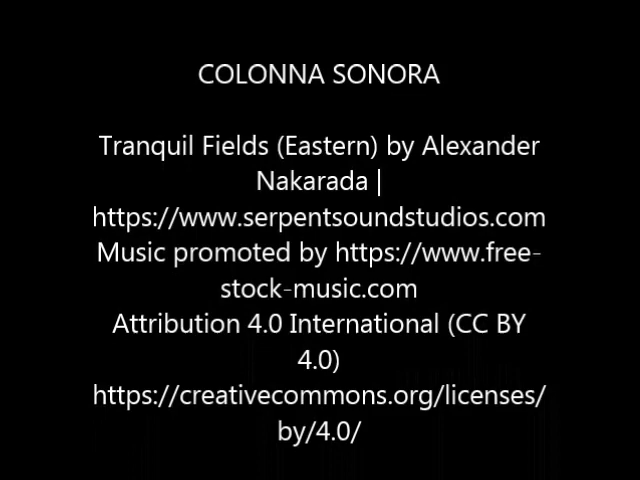 COLONNA SONORA
Tranquil Fields (Eastern) by Alexander
Nakarada |
https://www.serpentsoundstudios.com
Music promoted by https://www.free-
stock-music.com
Attribution 4.0 International (CC BY
4.0)
https://creativecommons.org/licenses/
by/4.0/